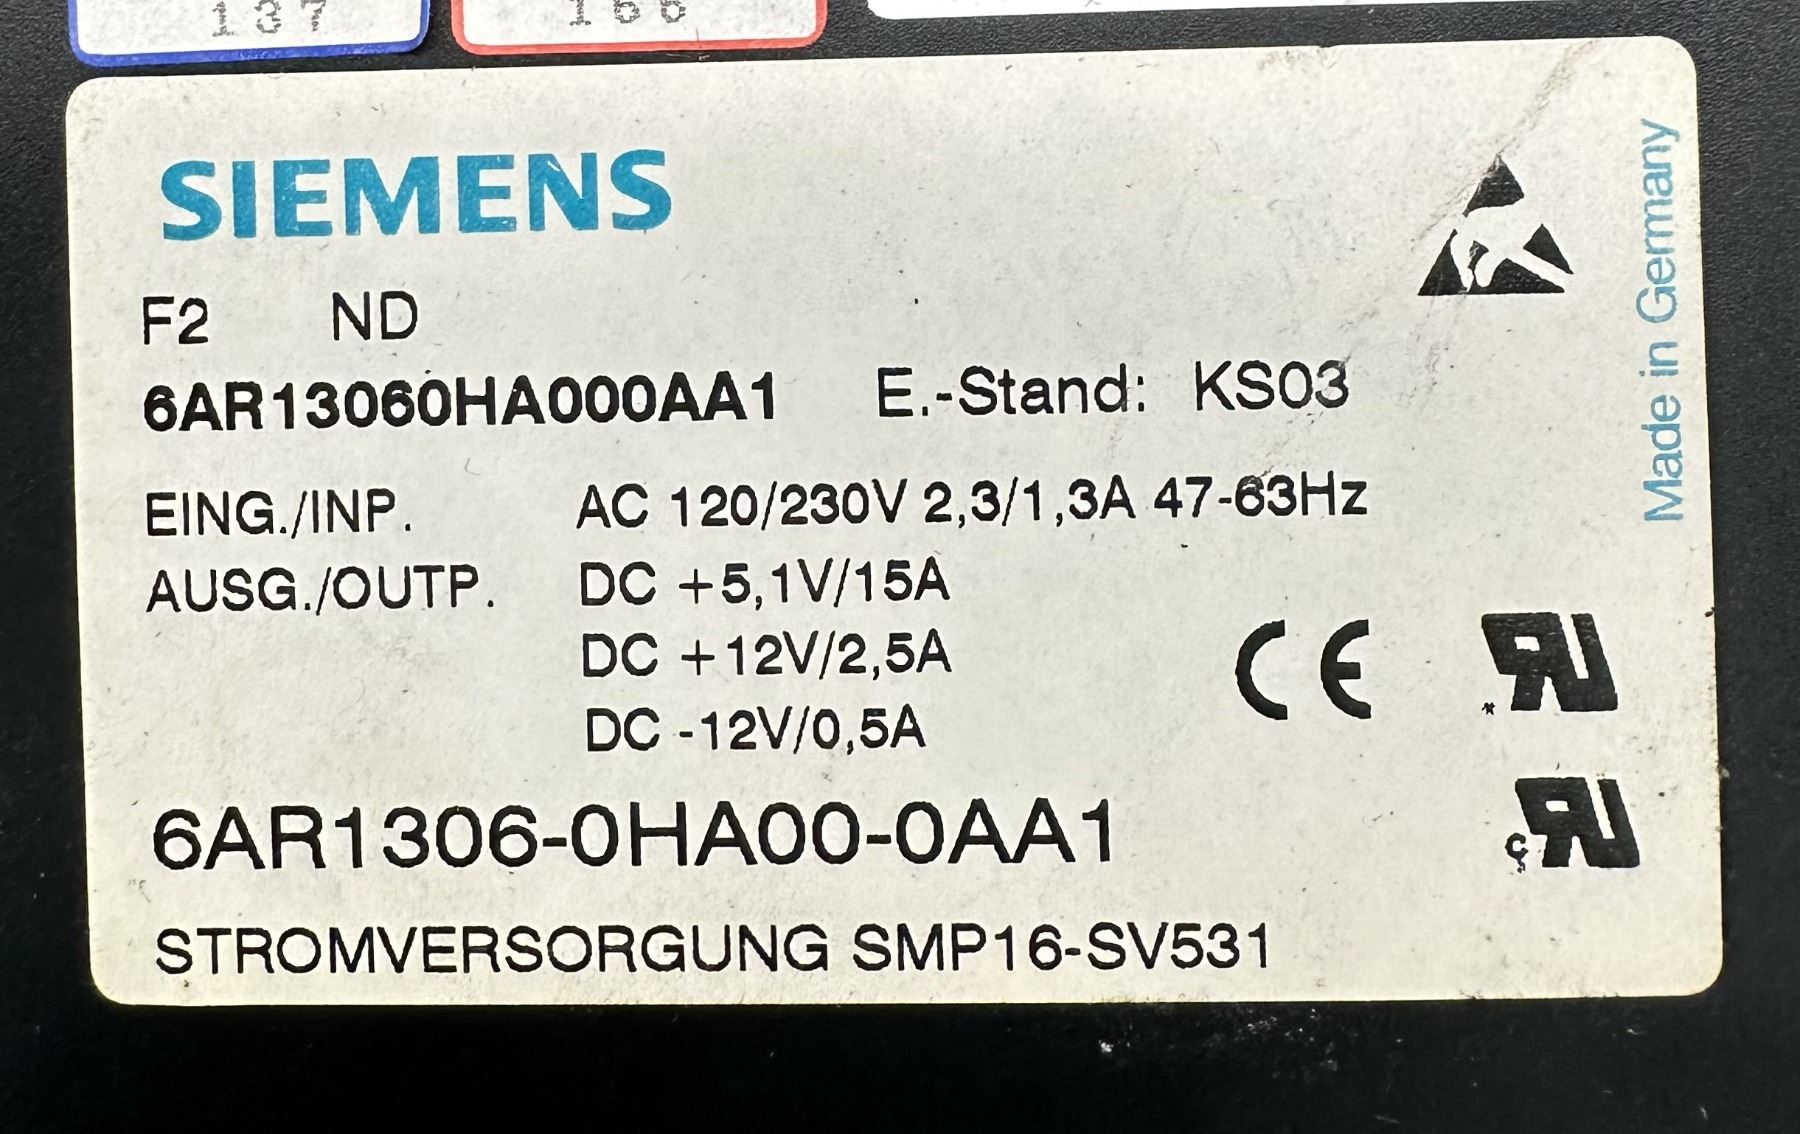 SIEMENS
F2 ND
6AR13060HA000AA1 E.-Stand: KS03
EING./INP. AC 120/230V 2,3/1,3A 47-63Hz
AUSG./OUTP. DC +5,1V/15A
DC +12V/2,5A
DC -12V/0,5A
6AR1306-0HA00-0AA1
STROMVERSORGUNG SMP16-SV531
Made in Germany
CE